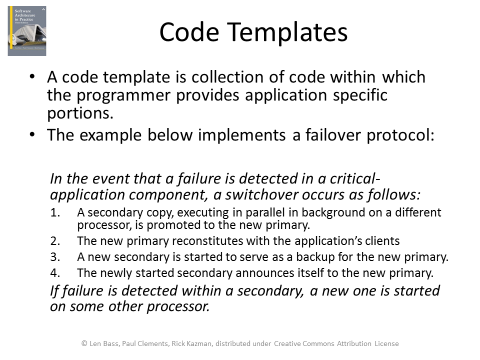 Software
Architecture
in Practice
Code Templates
• A code template is collection of code within which
the programmer provides application specific
portions.
• The example below implements a failover protocol:
In the event that a failure is detected in a critical-
application component, a switchover occurs as follows:
1. A secondary copy, executing in parallel in background on a different
processor, is promoted to the new primary.
2. The new primary reconstitutes with the application's clients
3. A new secondary is started to serve as a backup for the new primary.
4. The newly started secondary announces itself to the new primary.
If failure is detected within a secondary, a new one is started
on some other processor.
© Len Bass, Paul Clements, Rick Kazman, distributed under Creative Commons Attribution License